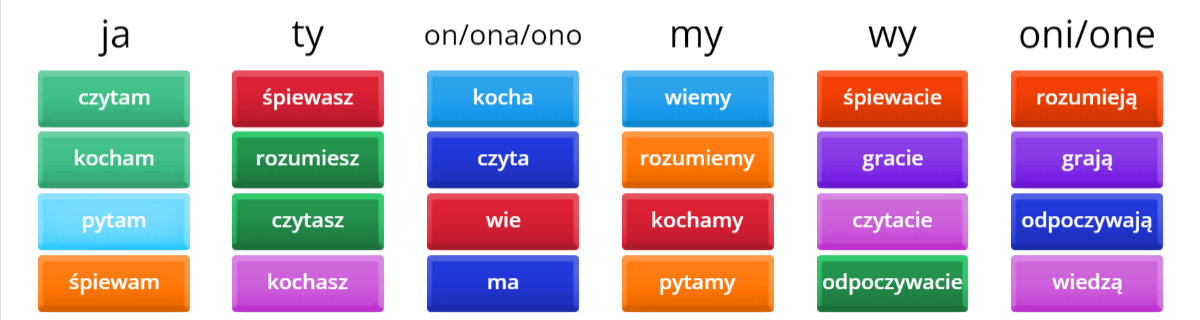 ja ty on/ona/ono my wy oni/one
czytam śpiewasz kocha wiemy śpiewacie rozumieją
kocham rozumiesz czyta rozumiemy gracie grają
pytam czytasz wie kochamy czytacie odpoczywają
śpiewam kochasz ma pytamy odpoczywacie wiedzą